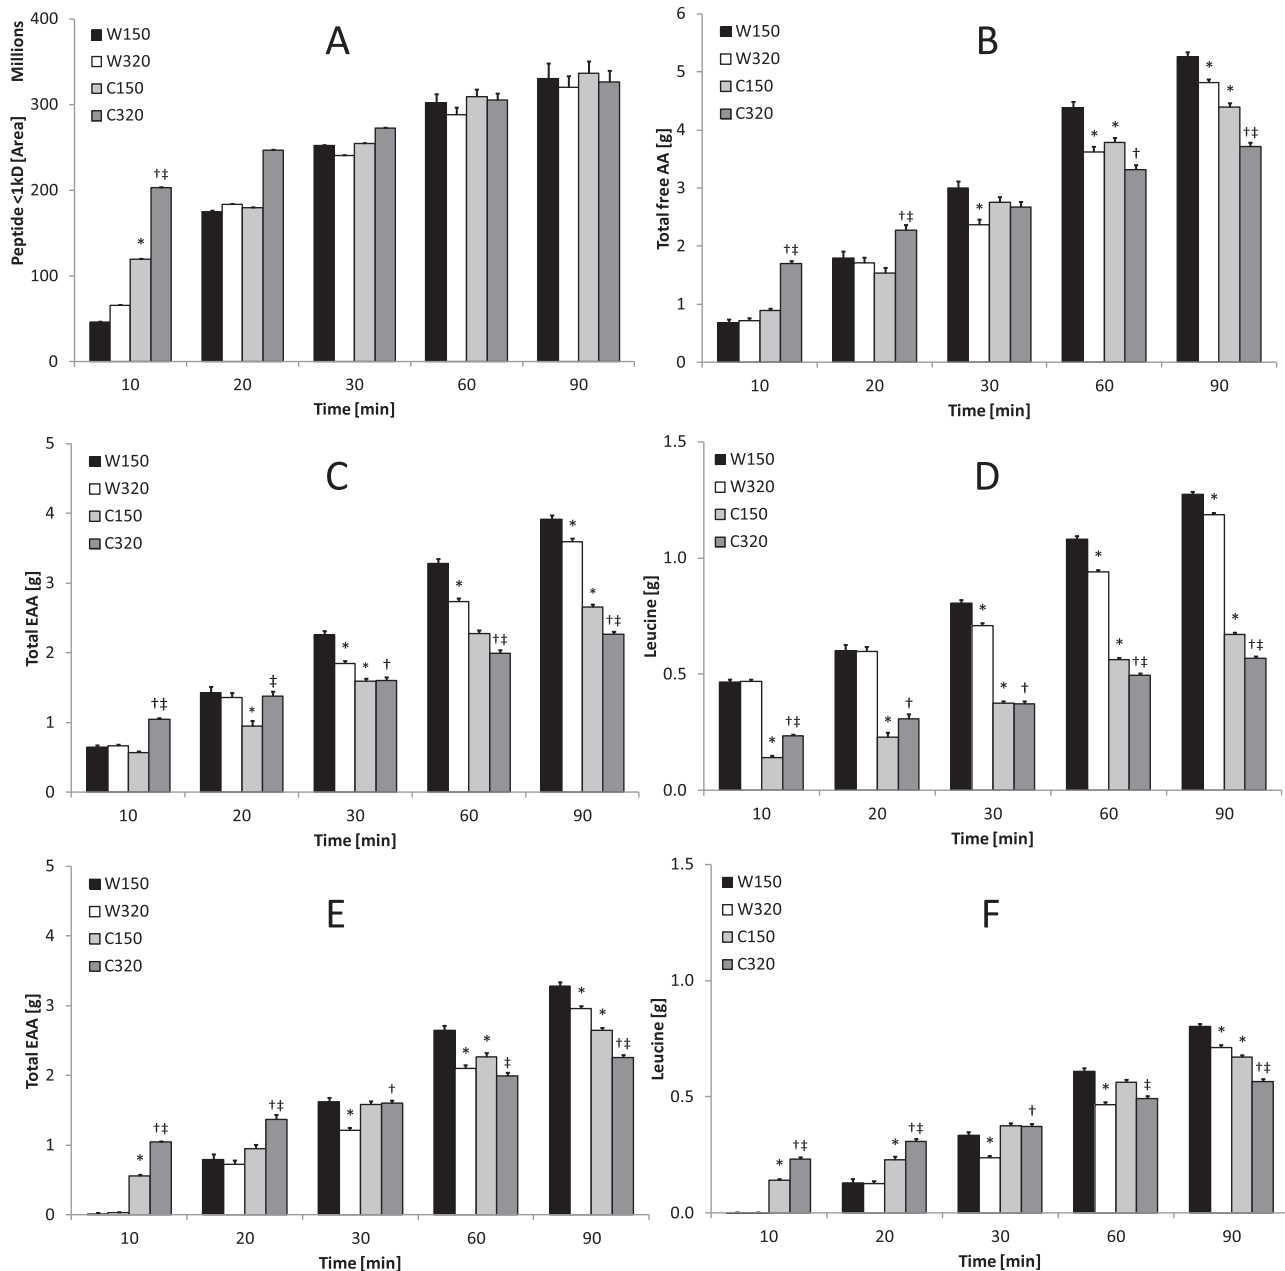 A
Peptide <1kD [Area] Millions
400
300
200
100
0
W150
W320
C150
C320
*
†‡
10 20 30 60 90
Time [min]
B
Total free AA [g]
6
5
4
3
2
1
0
W150
W320
C150
C320
†‡
†‡
*
* * †
* * †‡
10 20 30 60 90
Time [min]
C
Total EAA [g]
5
4
3
2
1
0
W150
W320
C150
C320
†‡
* ‡
* * †
* †‡
* * †‡
10 20 30 60 90
Time [min]
D
Leucine [g]
1.5
1.0
0.5
0.0
W150
W320
C150
C320
* †‡
* †
* * †
* * †‡
* * †‡
10 20 30 60 90
Time [min]
E
Total EAA [g]
5
4
3
2
1
0
W150
W320
C150
C320
* †‡
†‡
* †
* * ‡
* * †‡
10 20 30 60 90
Time [min]
F
Leucine [g]
1.5
1.0
0.5
0.0
W150
W320
C150
C320
* †‡
* †‡
* †
* ‡
* * †‡
10 20 30 60 90
Time [min]